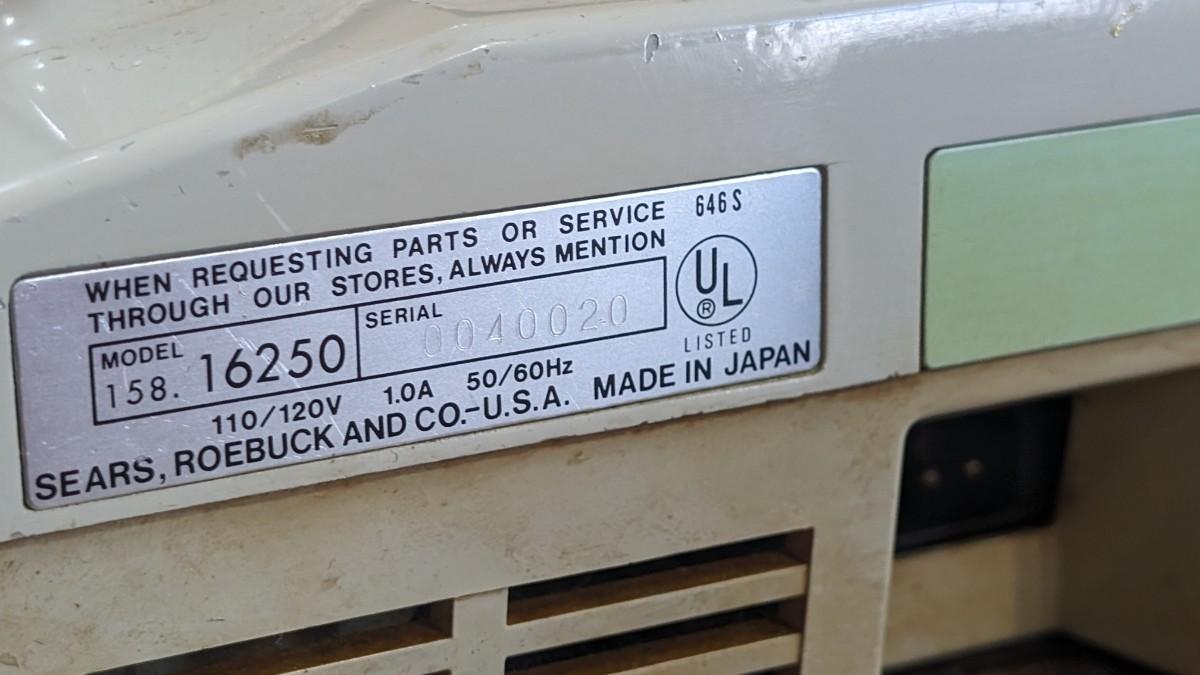 WHEN REQUESTING PARTS OR SERVICE 646 S
THROUGH OUR STORES, ALWAYS MENTION
MODEL 158. 16250
SERIAL 0040020
UL ®
LISTED
110/120V 1.0A 50/60Hz
SEARS, ROEBUCK AND CO.-U.S.A. MADE IN JAPAN